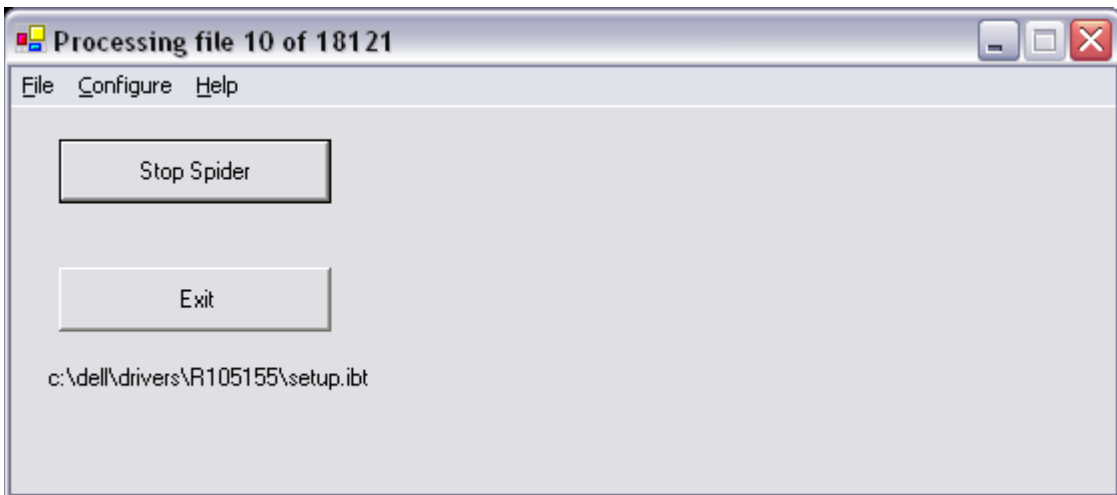 Processing file 10 of 18121
File Configure Help
Stop Spider
Exit
c:\dell\drivers\R105155\setup.ibt